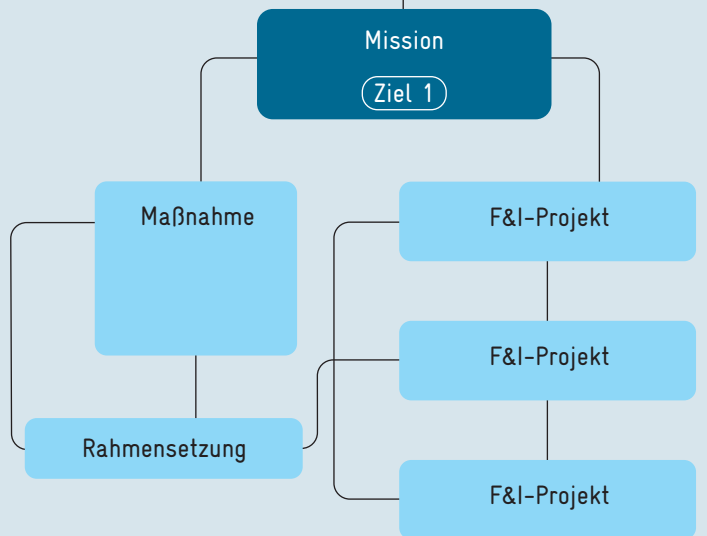 Mission
Ziel 1
Maßnahme
F&I-Projekt
F&I-Projekt
Rahmensetzung
F&I-Projekt